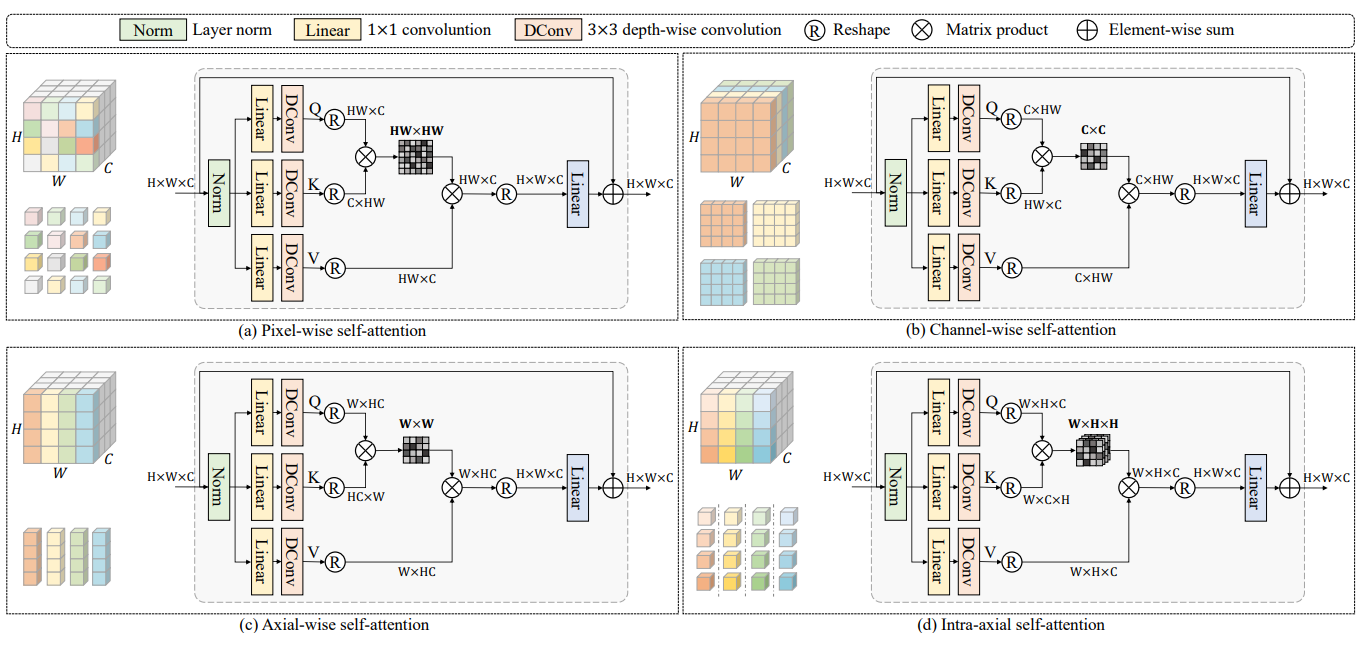 Norm Layer norm Linear 1×1 convoluntion DConv 3×3 depth-wise convolution R Reshape Matrix product Element-wise sum
H
W
C
H×W×C
Norm
Linear
DConv
Q
R
HW×C
Linear
DConv
K
R
C×HW
Linear
DConv
V
R
HW×C
HW×HW
HW×C
R
H×W×C
Linear
H×W×C
(a) Pixel-wise self-attention
H
W
C
H×W×C
Norm
Linear
DConv
Q
R
C×HW
Linear
DConv
K
R
HW×C
Linear
DConv
V
R
C×HW
C×C
C×HW
R
H×W×C
Linear
H×W×C
(b) Channel-wise self-attention
H
W
C
H×W×C
Norm
Linear
DConv
Q
R
W×HC
Linear
DConv
K
R
HC×W
Linear
DConv
V
R
W×HC
W×W
W×HC
R
H×W×C
Linear
H×W×C
(c) Axial-wise self-attention
H
W
C
H×W×C
Norm
Linear
DConv
Q
R
W×H×C
Linear
DConv
K
R
W×C×H
Linear
DConv
V
R
W×H×C
W×H×H
W×H×C
R
H×W×C
Linear
H×W×C
(d) Intra-axial self-attention